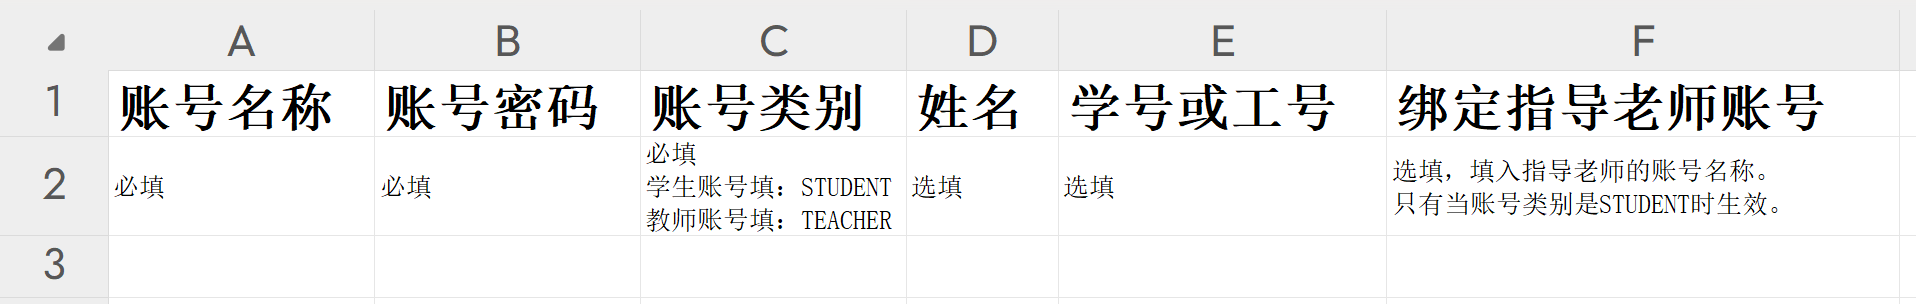 A B C D E F
1 账号名称 账号密码 账号类别 姓名 学号或工号 绑定指导老师账号
2 必填 必填 必填
学生账号填：STUDENT
教师账号填：TEACHER
选填 选填 选填，填入指导老师的账号名称。
只有当账号类别是STUDENT时生效。
3